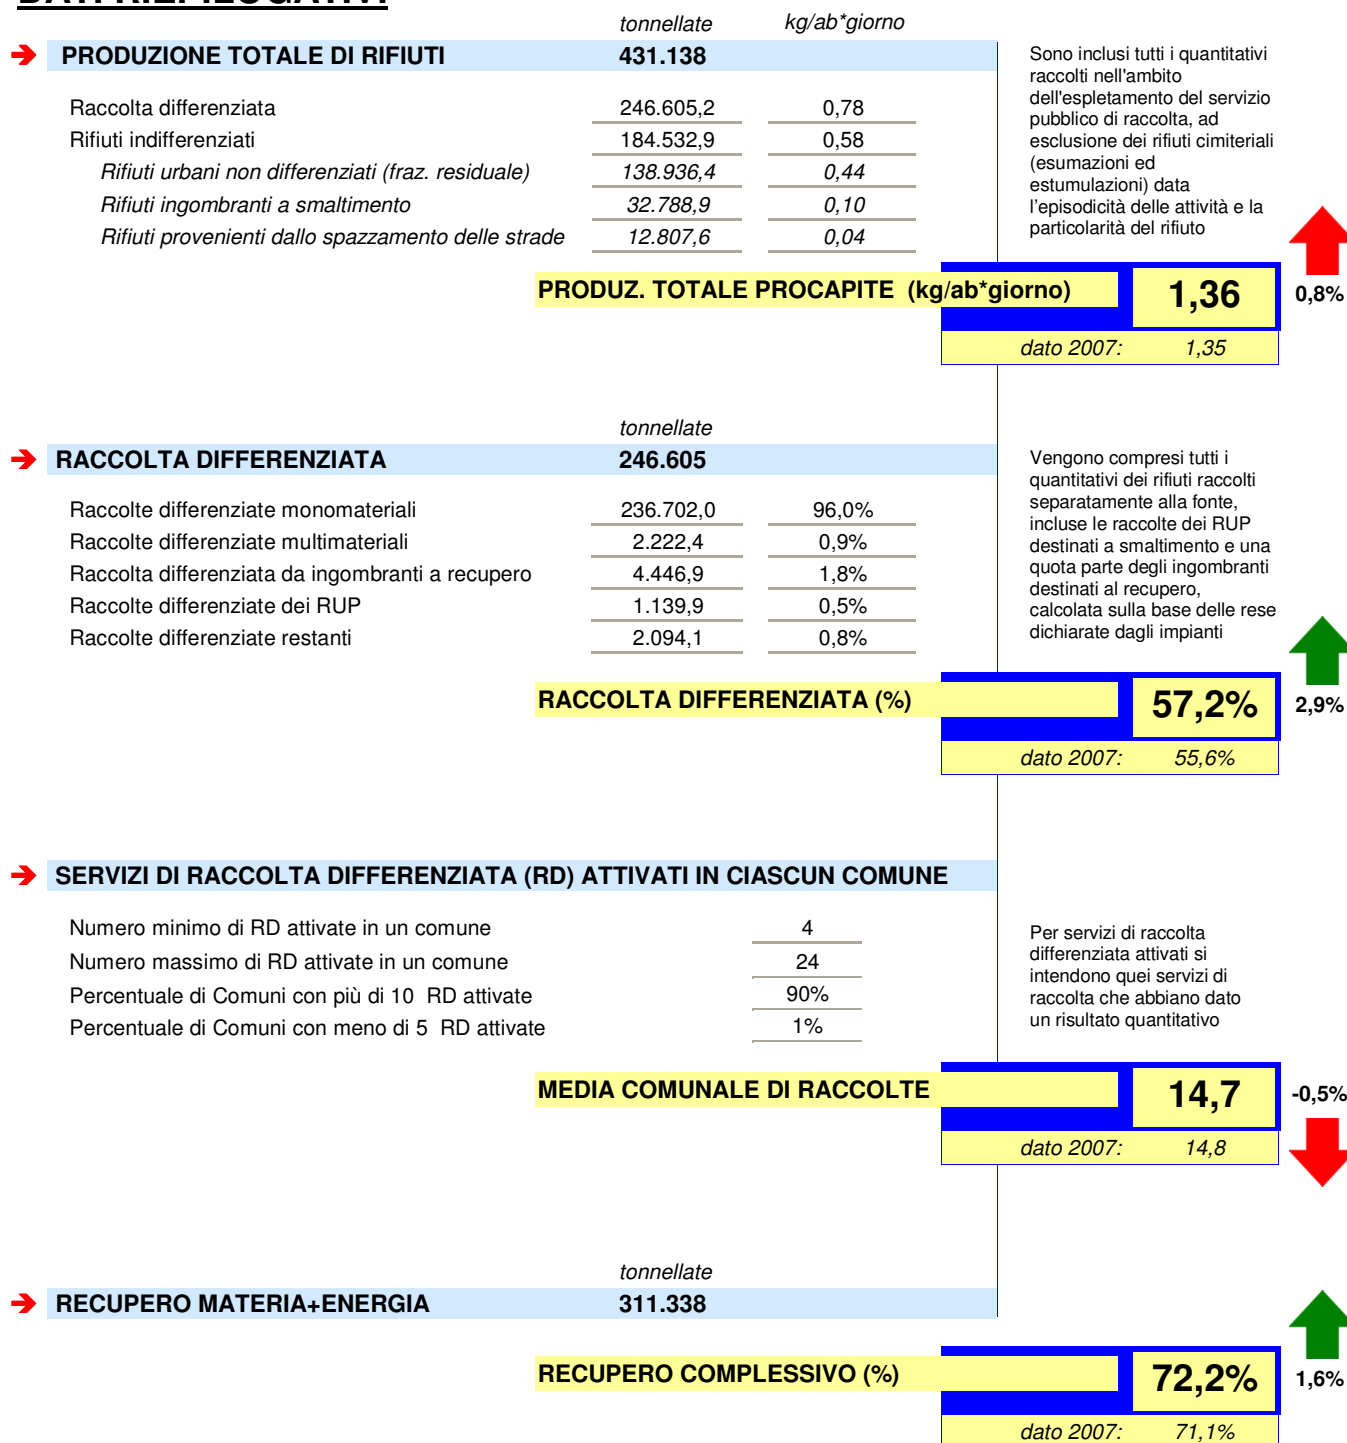 DATI RIEPILOGATIVI
tonnellate kg/ab*giorno
PRODUZIONE TOTALE DI RIFIUTI 431.138
Raccolta differenziata 246.605,2 0,78
Rifiuti indifferenziati 184.532,9 0,58
Rifiuti urbani non differenziati (fraz. residuale) 138.936,4 0,44
Rifiuti ingombranti a smaltimento 32.788,9 0,10
Rifiuti provenienti dallo spazzamento delle strade 12.807,6 0,04
Sono inclusi tutti i quantitativi
raccolti nell'ambito
dell'espletamento del servizio
pubblico di raccolta, ad
esclusione dei rifiuti cimiteriali
(esumazioni ed
estumulazioni) data
l'episodicità delle attività e la
particolarità del rifiuto
PRODUZ. TOTALE PROCAPITE (kg/ab*giorno) 1,36 0,8%
dato 2007: 1,35
tonnellate
RACCOLTA DIFFERENZIATA 246.605
Raccolte differenziate monomateriali 236.702,0 96,0%
Raccolte differenziate multimateriali 2.222,4 0,9%
Raccolta differenziata da ingombranti a recupero 4.446,9 1,8%
Raccolte differenziate dei RUP 1.139,9 0,5%
Raccolte differenziate restanti 2.094,1 0,8%
Vengono compresi tutti i
quantitativi dei rifiuti raccolti
separatamente alla fonte,
incluse le raccolte dei RUP
destinati a smaltimento e una
quota parte degli ingombranti
destinati al recupero,
calcolata sulla base delle rese
dichiarate dagli impianti
RACCOLTA DIFFERENZIATA (%) 57,2% 2,9%
dato 2007: 55,6%
SERVIZI DI RACCOLTA DIFFERENZIATA (RD) ATTIVATI IN CIASCUN COMUNE
Numero minimo di RD attivate in un comune 4
Numero massimo di RD attivate in un comune 24
Percentuale di Comuni con più di 10 RD attivate 90%
Percentuale di Comuni con meno di 5 RD attivate 1%
Per servizi di raccolta
differenziata attivati si
intendono quei servizi di
raccolta che abbiano dato
un risultato quantitativo
MEDIA COMUNALE DI RACCOLTE 14,7 -0,5%
dato 2007: 14,8
tonnellate
RECUPERO MATERIA+ENERGIA 311.338
RECUPERO COMPLESSIVO (%) 72,2% 1,6%
dato 2007: 71,1%